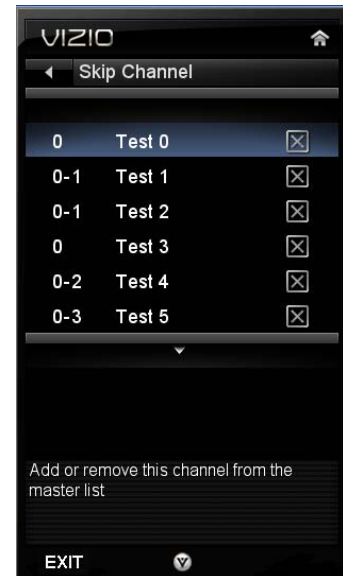 VIZIO
Skip Channel
0 Test 0
0-1 Test 1
0-1 Test 2
0 Test 3
0-2 Test 4
0-3 Test 5
Add or remove this channel from the
master list
EXIT V